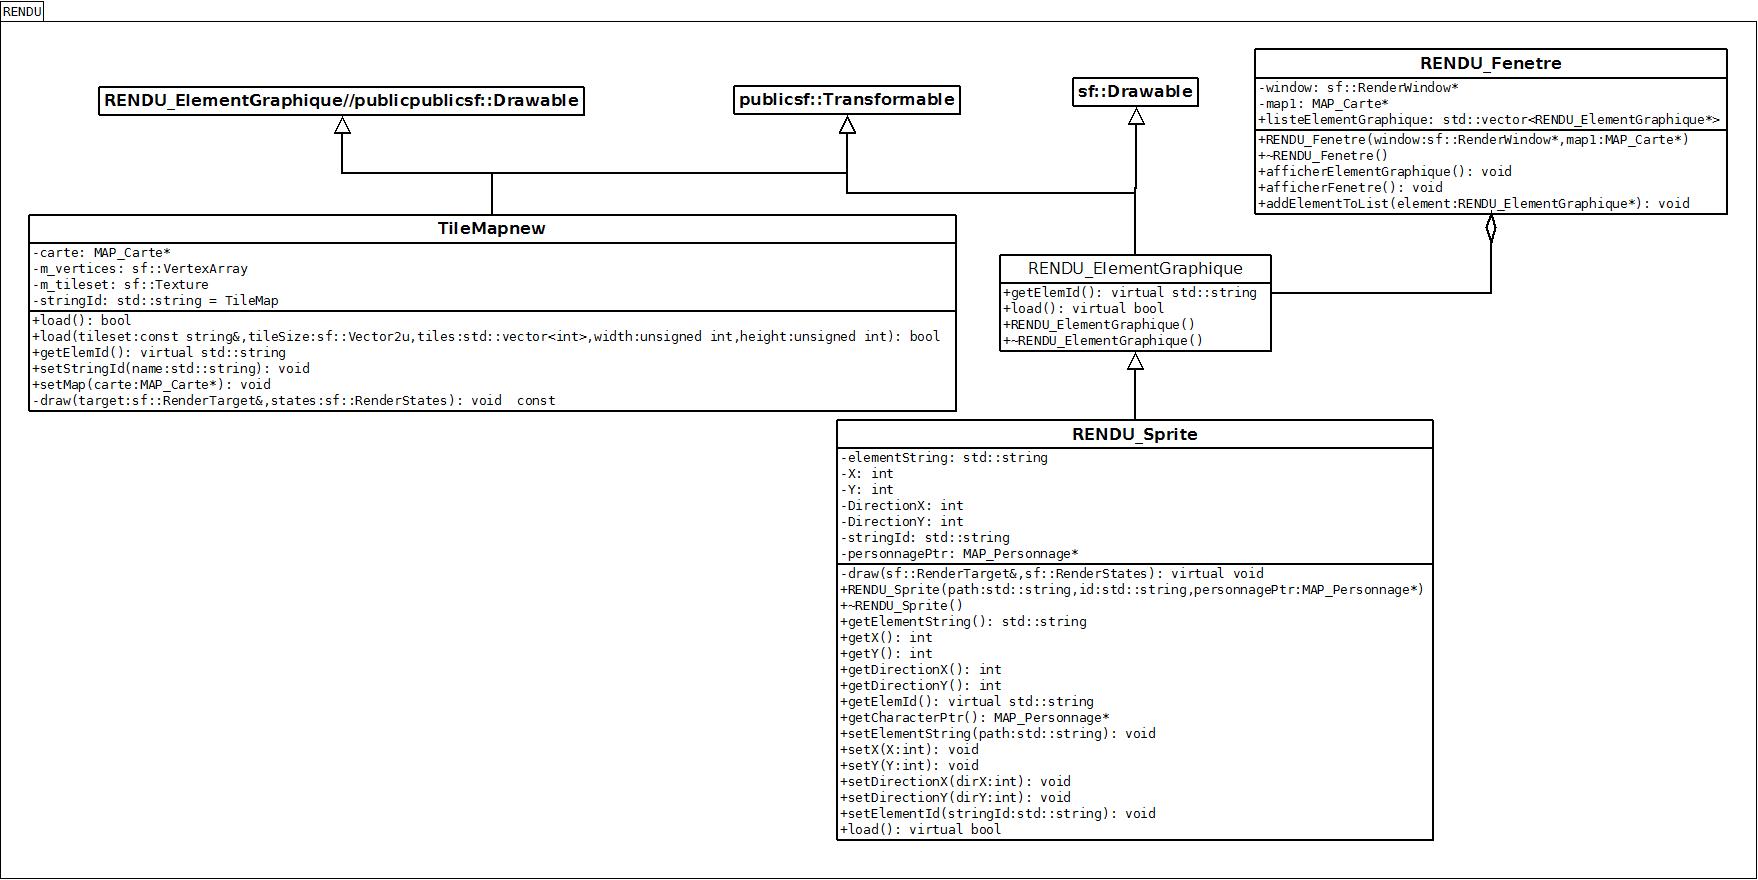 RENDU
RENDU_ElementGraphique//publicpublicsf::Drawable
publicsf::Transformable
sf::Drawable
RENDU_Fenetre
-window: sf::RenderWindow*
-map1: MAP_Carte*
+listeElementGraphique: std::vector<RENDU_ElementGraphique*>
+RENDU_Fenetre(window:sf::RenderWindow*,map1:MAP_Carte*)
+~RENDU_Fenetre()
+afficherElementGraphique(): void
+afficherFenetre(): void
+addElementToList(element:RENDU_ElementGraphique*): void
TileMapnew
-carte: MAP_Carte*
-m_vertices: sf::VertexArray
-m_tileset: sf::Texture
-stringId: std::string = TileMap
+load(): bool
+load(tileset:const string&,tileSize:sf::Vector2u,tiles:std::vector<int>,width:unsigned int,height:unsigned int): bool
+getElemId(): virtual std::string
+setStringId(name:std::string): void
+setMap(carte:MAP_Carte*): void
-draw(target:sf::RenderTarget&,states:sf::RenderStates): void  const
RENDU_ElementGraphique
+getElemId(): virtual std::string
+load(): virtual bool
+RENDU_ElementGraphique()
+~RENDU_ElementGraphique()
RENDU_Sprite
-elementString: std::string
-X: int
-Y: int
-DirectionX: int
-DirectionY: int
-stringId: std::string
-personnagePtr: MAP_Personnage*
-draw(sf::RenderTarget&,sf::RenderStates): virtual void
+RENDU_Sprite(path:std::string,id:std::string,personnagePtr:MAP_Personnage*)
+~RENDU_Sprite()
+getElementString(): std::string
+getX(): int
+getY(): int
+getDirectionX(): int
+getDirectionY(): int
+getElemId(): virtual std::string
+getCharacterPtr(): MAP_Personnage*
+setElementString(path:std::string): void
+setX(X:int): void
+setY(Y:int): void
+setDirectionX(dirX:int): void
+setDirectionY(dirY:int): void
+setElementId(stringId:std::string): void
+load(): virtual bool